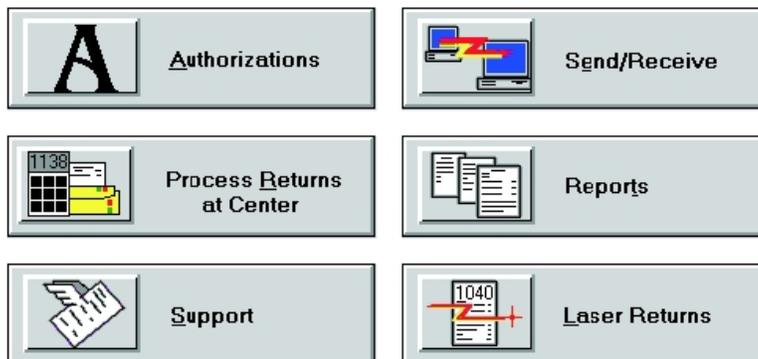 A
Authorizations
Send/Receive
1138
Process Returns
at Center
Reports
Support
1040
Laser Returns